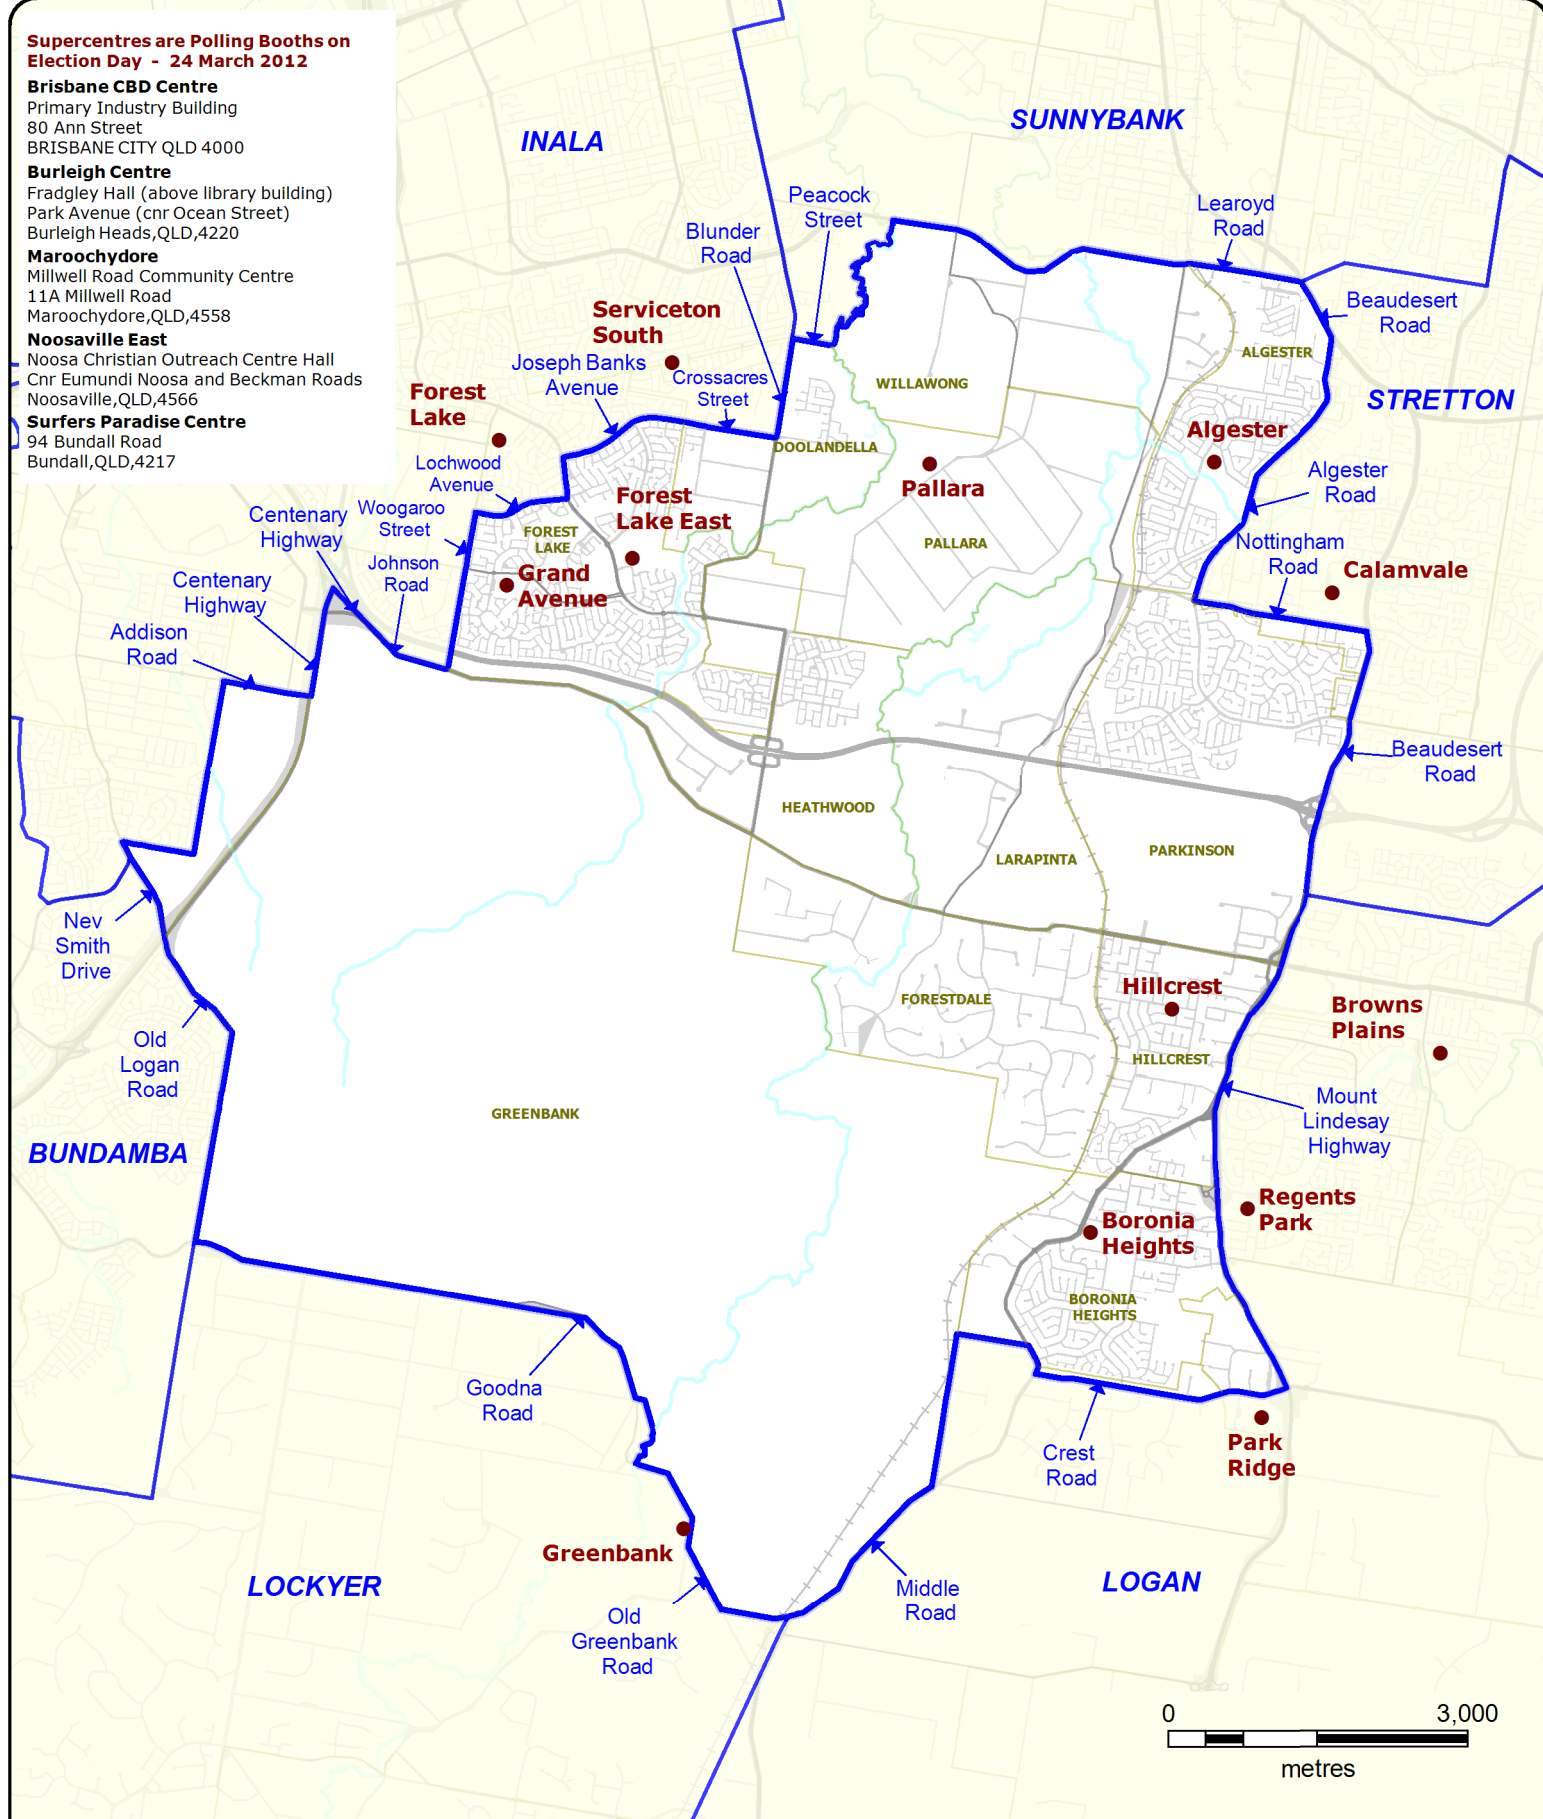 Supercentres are Polling Booths on
Election Day - 24 March 2012
Brisbane CBD Centre
Primary Industry Building
80 Ann Street
BRISBANE CITY QLD 4000
Burleigh Centre
Fradgley Hall (above library building)
Park Avenue (cnr Ocean Street)
Burleigh Heads,QLD,4220
Maroochydore
Millwell Road Community Centre
11A Millwell Road
Maroochydore,QLD,4558
Noosaville East
Noosa Christian Outreach Centre Hall
Cnr Eumundi Noosa and Beckman Roads
Noosaville,QLD,4566
Surfers Paradise Centre
94 Bundall Road
Bundall,QLD,4217
INALA
SUNNYBANK
Peacock
Street
Learoyd
Road
Blunder
Road
Beaudesert
Road
Serviceton
South
Joseph Banks
Avenue
Crossacres
Street
ALGESTER
WILLAWONG
STRETTON
Forest
Lake
Algester
DOOLANDELLA
Lochwood
Avenue
Pallara
Algester
Road
Forest
Lake East
Centenary
Highway
Woogaroo
Street
FOREST
LAKE
PALLARA
Nottingham
Road
Johnson
Road
Grand
Avenue
Calamvale
Centenary
Highway
Addison
Road
Beaudesert
Road
HEATHWOOD
LARAPINTA
PARKINSON
Nev
Smith
Drive
Hillcrest
FORESTDALE
Browns
Plains
Old
Logan
Road
HILLCREST
GREENBANK
Mount
Lindesay
Highway
BUNDAMBA
Regents
Park
Boronia
Heights
BORONIA
HEIGHTS
Goodna
Road
Crest
Road
Park
Ridge
Greenbank
LOCKYER
Middle
Road
LOGAN
Old
Greenbank
Road
0 3,000
metres